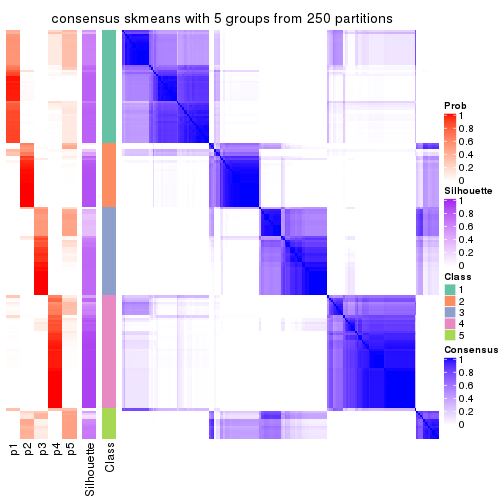 consensus skmeans with 5 groups from 250 partitions
Prob
1
0.8
0.6
0.4
0.2
0
Silhouette
1
0.8
0.6
0.4
0.2
0
Class
1
2
3
4
5
Consensus
1
0.8
0.6
0.4
0.2
0
p1
p2
p3
p4
p5
Silhouette
Class